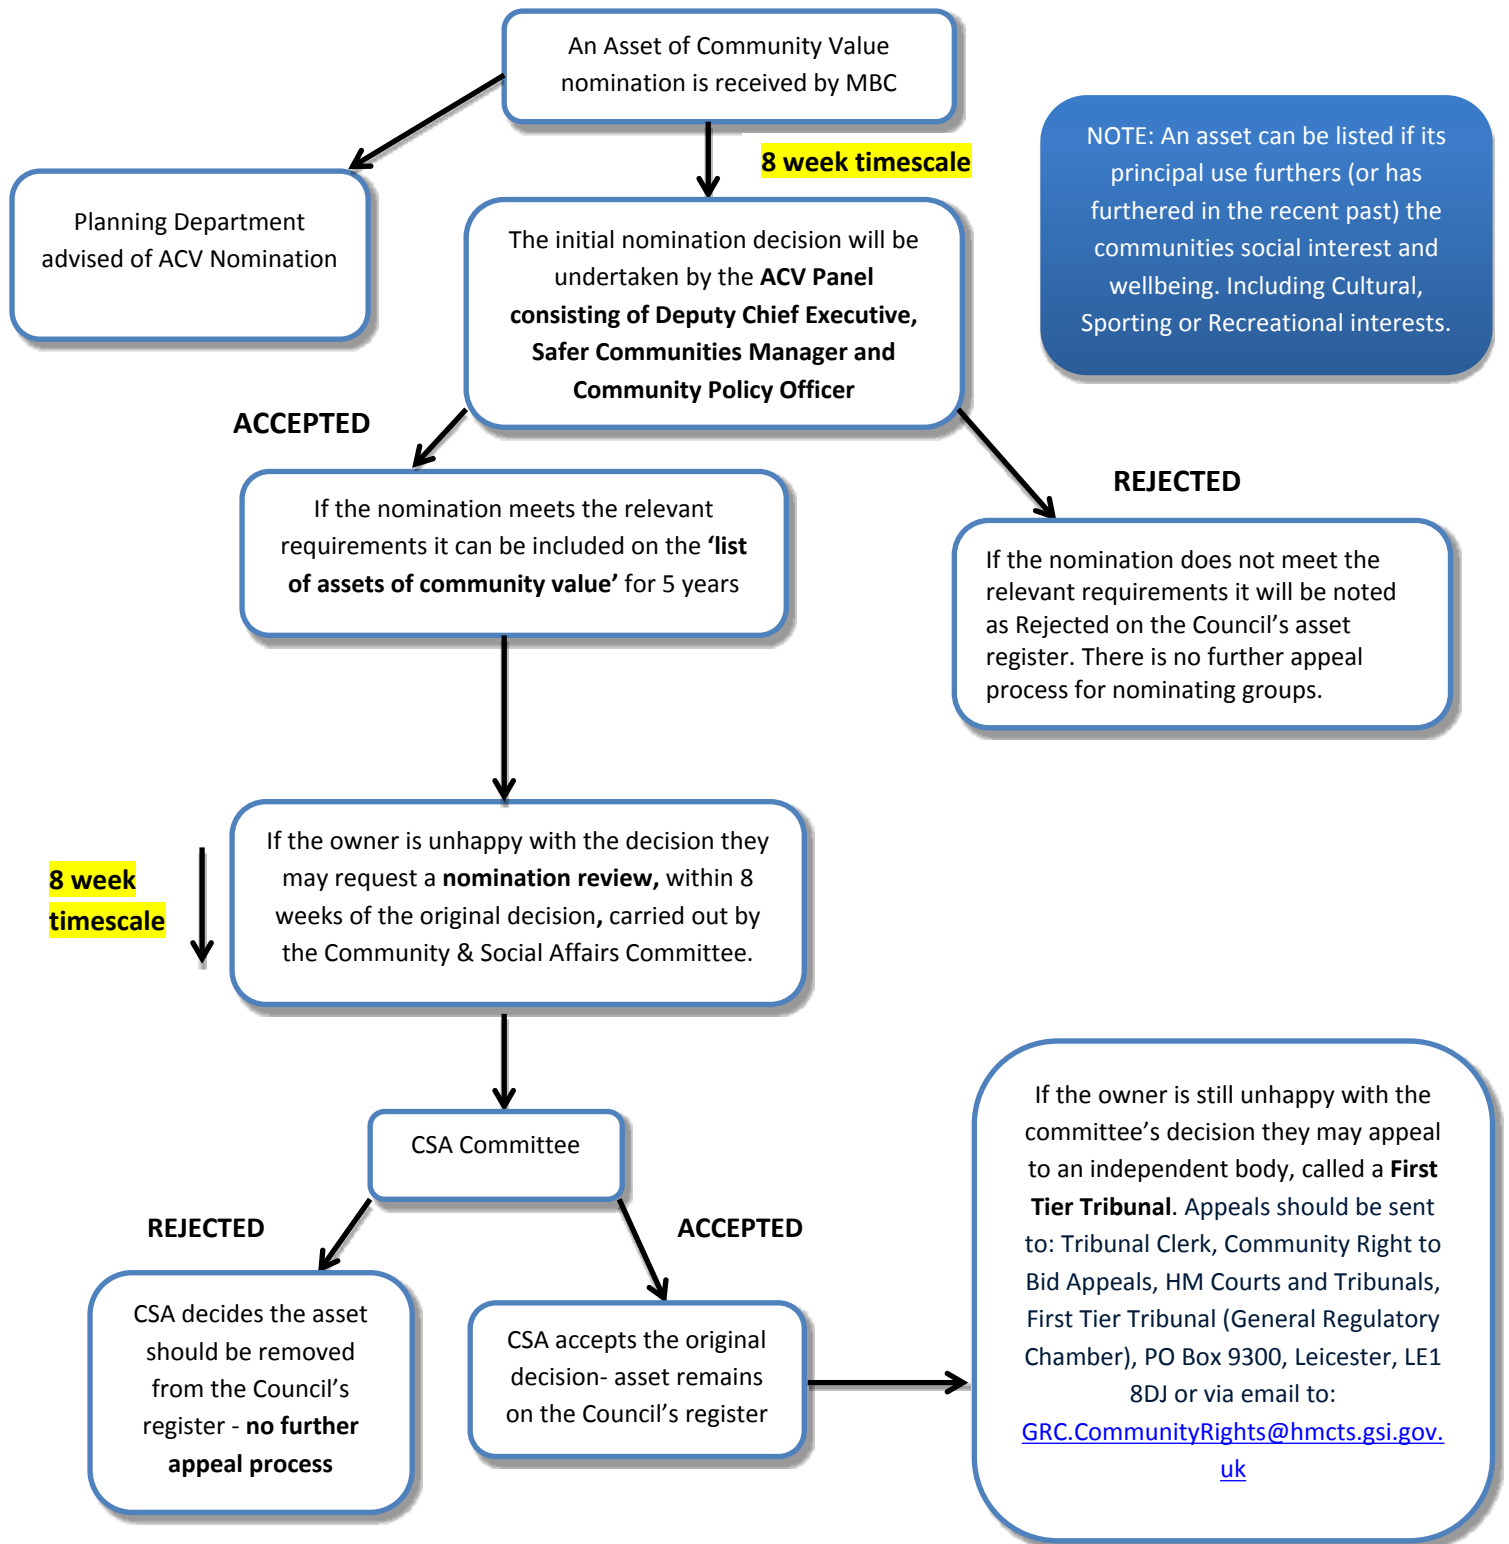 An Asset of Community Value
nomination is received by MBC
8 week timescale
NOTE: An asset can be listed if its
principal use furthers (or has
furthered in the recent past) the
communities social interest and
wellbeing. Including Cultural,
Sporting or Recreational interests.
Planning Department
advised of ACV Nomination
The initial nomination decision will be
undertaken by the ACV Panel
consisting of Deputy Chief Executive,
Safer Communities Manager and
Community Policy Officer
ACCEPTED
REJECTED
If the nomination meets the relevant
requirements it can be included on the ‘list
of assets of community value’ for 5 years
If the nomination does not meet the
relevant requirements it will be noted
as Rejected on the Council’s asset
register. There is no further appeal
process for nominating groups.
8 week
timescale
If the owner is unhappy with the decision they
may request a nomination review, within 8
weeks of the original decision, carried out by
the Community & Social Affairs Committee.
CSA Committee
REJECTED
ACCEPTED
CSA decides the asset
should be removed
from the Council’s
register - no further
appeal process
CSA accepts the original
decision- asset remains
on the Council’s register
If the owner is still unhappy with the
committee’s decision they may appeal
to an independent body, called a First
Tier Tribunal. Appeals should be sent
to: Tribunal Clerk, Community Right to
Bid Appeals, HM Courts and Tribunals,
First Tier Tribunal (General Regulatory
Chamber), PO Box 9300, Leicester, LE1
8DJ or via email to:
GRC.CommunityRights@hmcts.gsi.gov.
uk